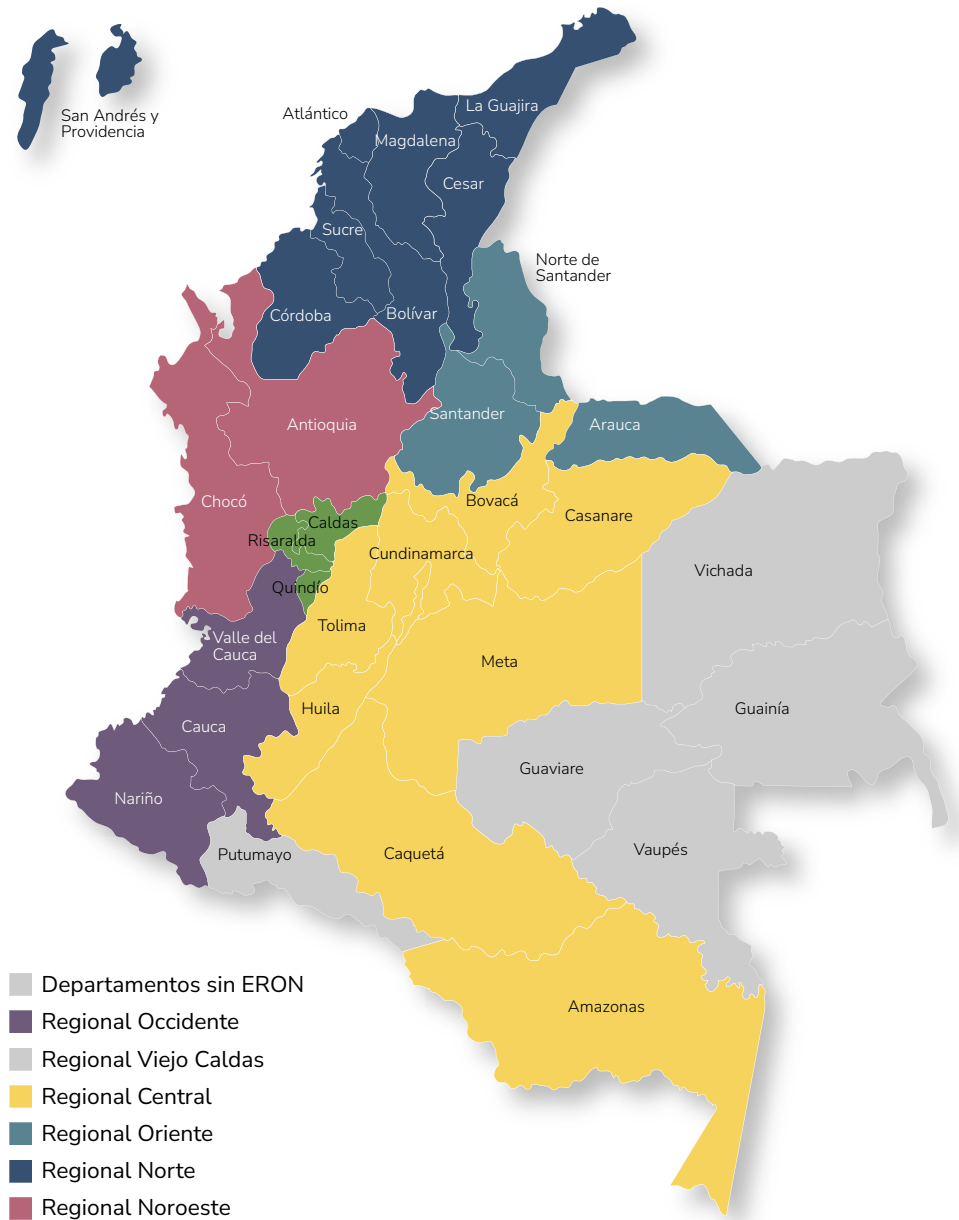 San Andrés y
Providencia
Atlántico
La Guajira
Magdalena
Cesar
Sucre
Norte de
Santander
Córdoba
Bolívar
Santander
Antioquia
Arauca
Chocó
Bovacá
Casanare
Caldas
Risaralda
Cundinamarca
Vichada
Quindío
Tolima
Valle del
Cauca
Meta
Huila
Guainía
Cauca
Guaviare
Nariño
Putumayo
Caquetá
Vaupés
Amazonas
Departamentos sin ERON
Regional Occidente
Regional Viejo Caldas
Regional Central
Regional Oriente
Regional Norte
Regional Noroeste